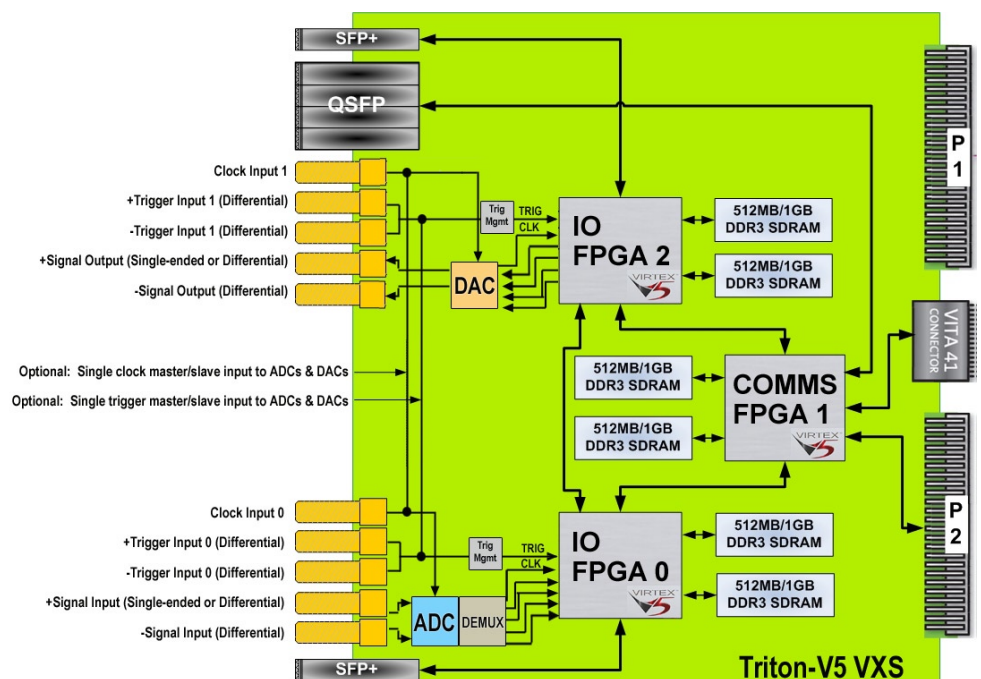 SFP+
QSFP
Clock Input 1
+Trigger Input 1 (Differential)
-Trigger Input 1 (Differential)
+Signal Output (Single-ended or Differential)
-Signal Output (Differential)
Trig
Mgmt
TRIG
CLK
DAC
IO
FPGA 2
VIRTEX
5
512MB/1GB
DDR3 SDRAM
512MB/1GB
DDR3 SDRAM
P
1
VITA 41
CONNECTOR
Optional:  Single clock master/slave input to ADCs & DACs
Optional:  Single trigger master/slave input to ADCs & DACs
512MB/1GB
DDR3 SDRAM
512MB/1GB
DDR3 SDRAM
COMMS
FPGA 1
VIRTEX
5
P
2
Clock Input 0
+Trigger Input 0 (Differential)
-Trigger Input 0 (Differential)
+Signal Input (Single-ended or Differential)
-Signal Input (Differential)
Trig
Mgmt
TRIG
CLK
ADC
DEMUX
IO
FPGA 0
VIRTEX
5
512MB/1GB
DDR3 SDRAM
512MB/1GB
DDR3 SDRAM
SFP+
Triton-V5 VXS